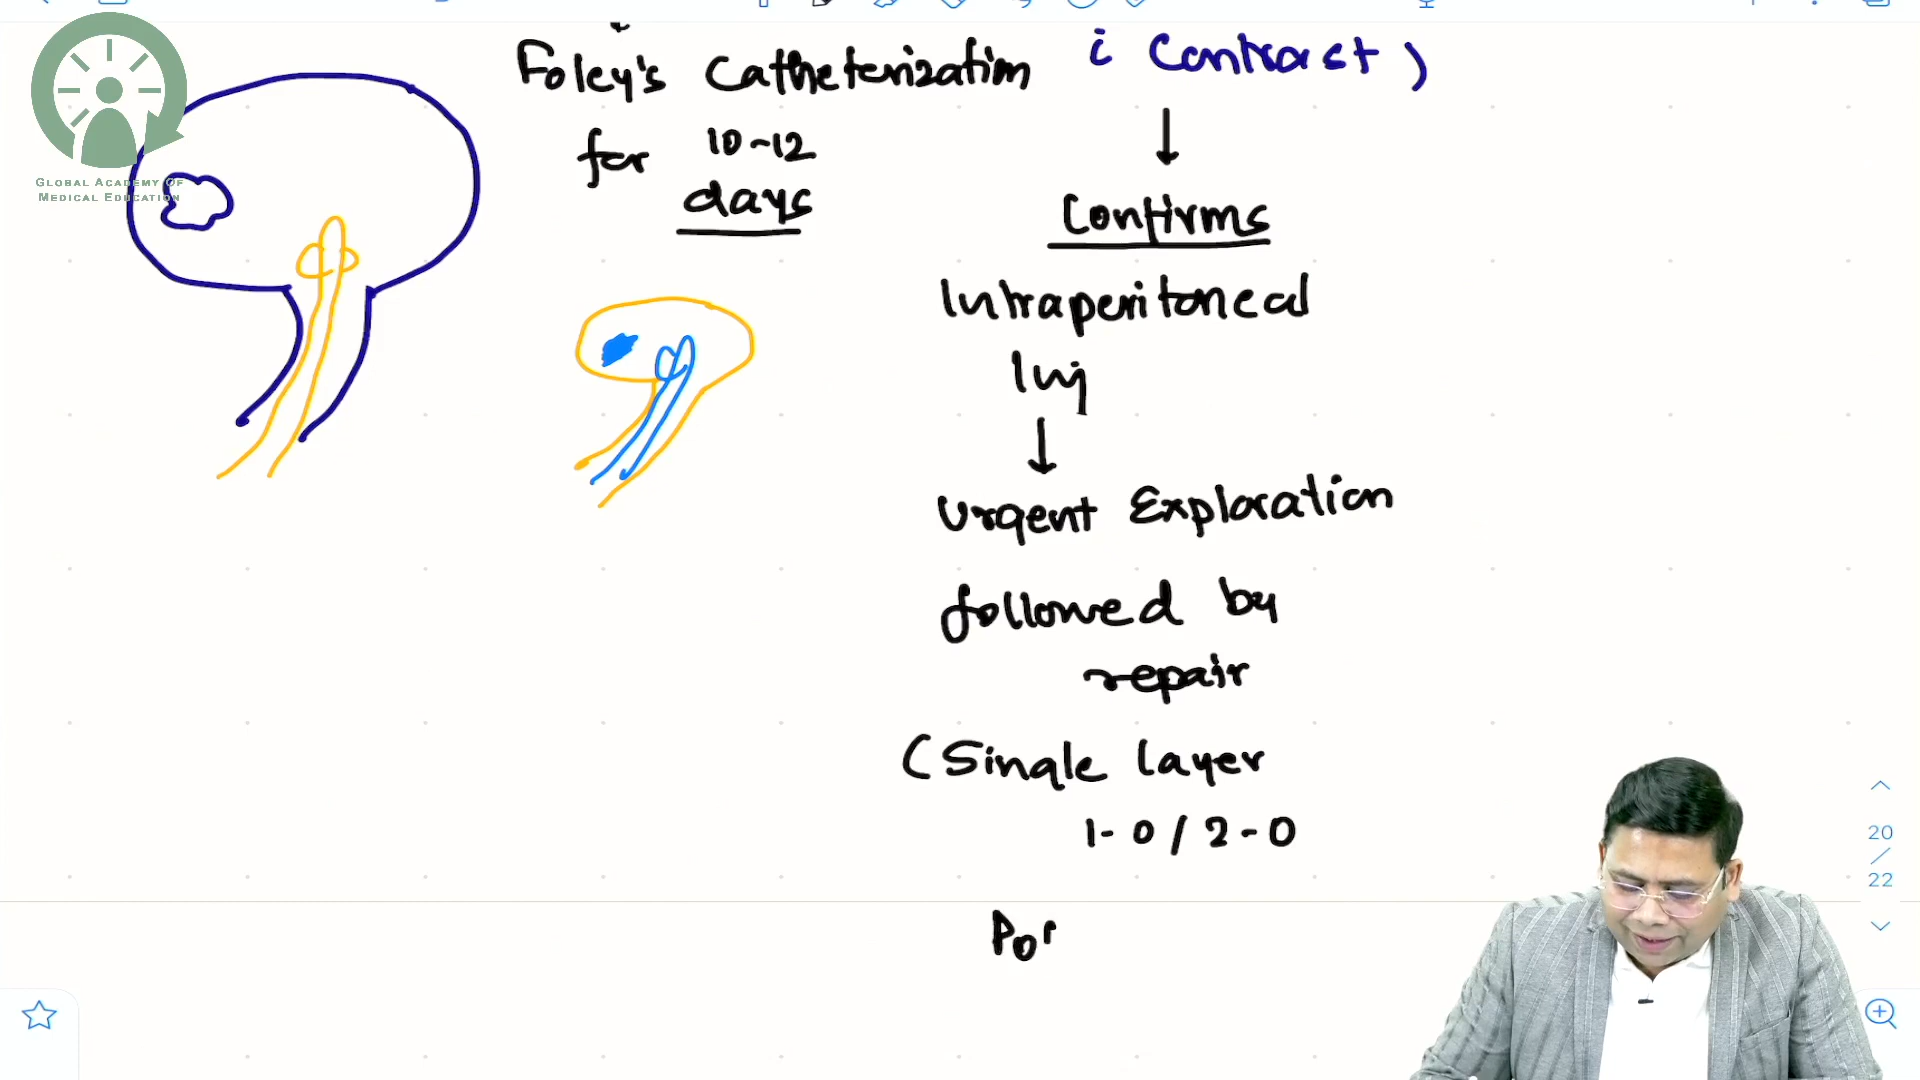 GLOBAL ACADEMY OF
MEDICAL EDUCATION
Foley's Catheterization
for 10-12
days
c̄ Contrast )
Confirms
Intraperitoneal
Inj
Urgent Exploration
followed by
repair
(Single layer
1-0 / 2-0
Por
20
/
22